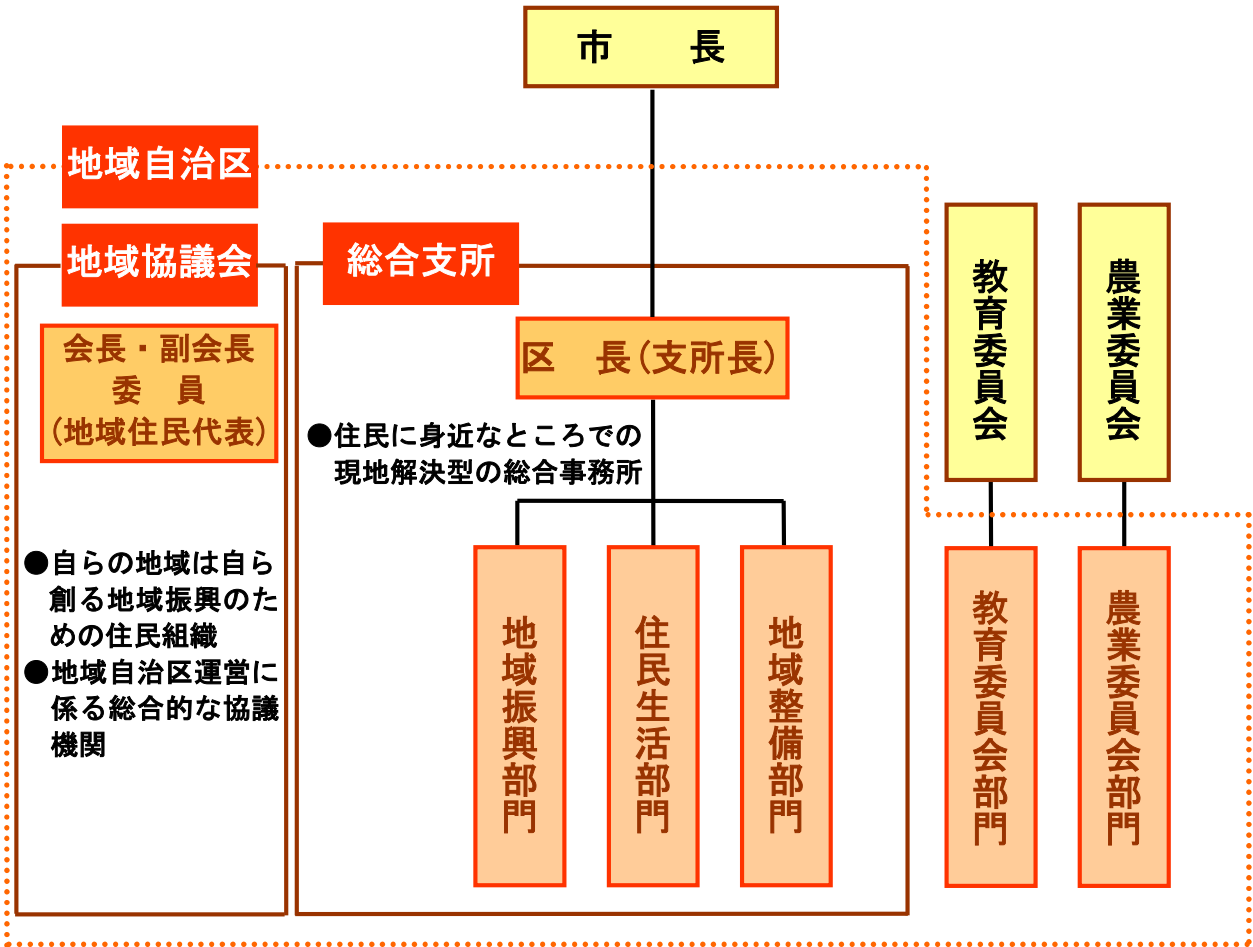 市　　長
地域自治区
地域協議会
会長・副会長
委　員
(地域住民代表)
●自らの地域は自ら
創る地域振興のた
めの住民組織
●地域自治区運営に
係る総合的な協議
機関
総合支所
区　長(支所長)
●住民に身近なところでの
現地解決型の総合事務所
地域振興部門
住民生活部門
地域整備部門
教育委員会
農業委員会
教育委員会部門
農業委員会部門